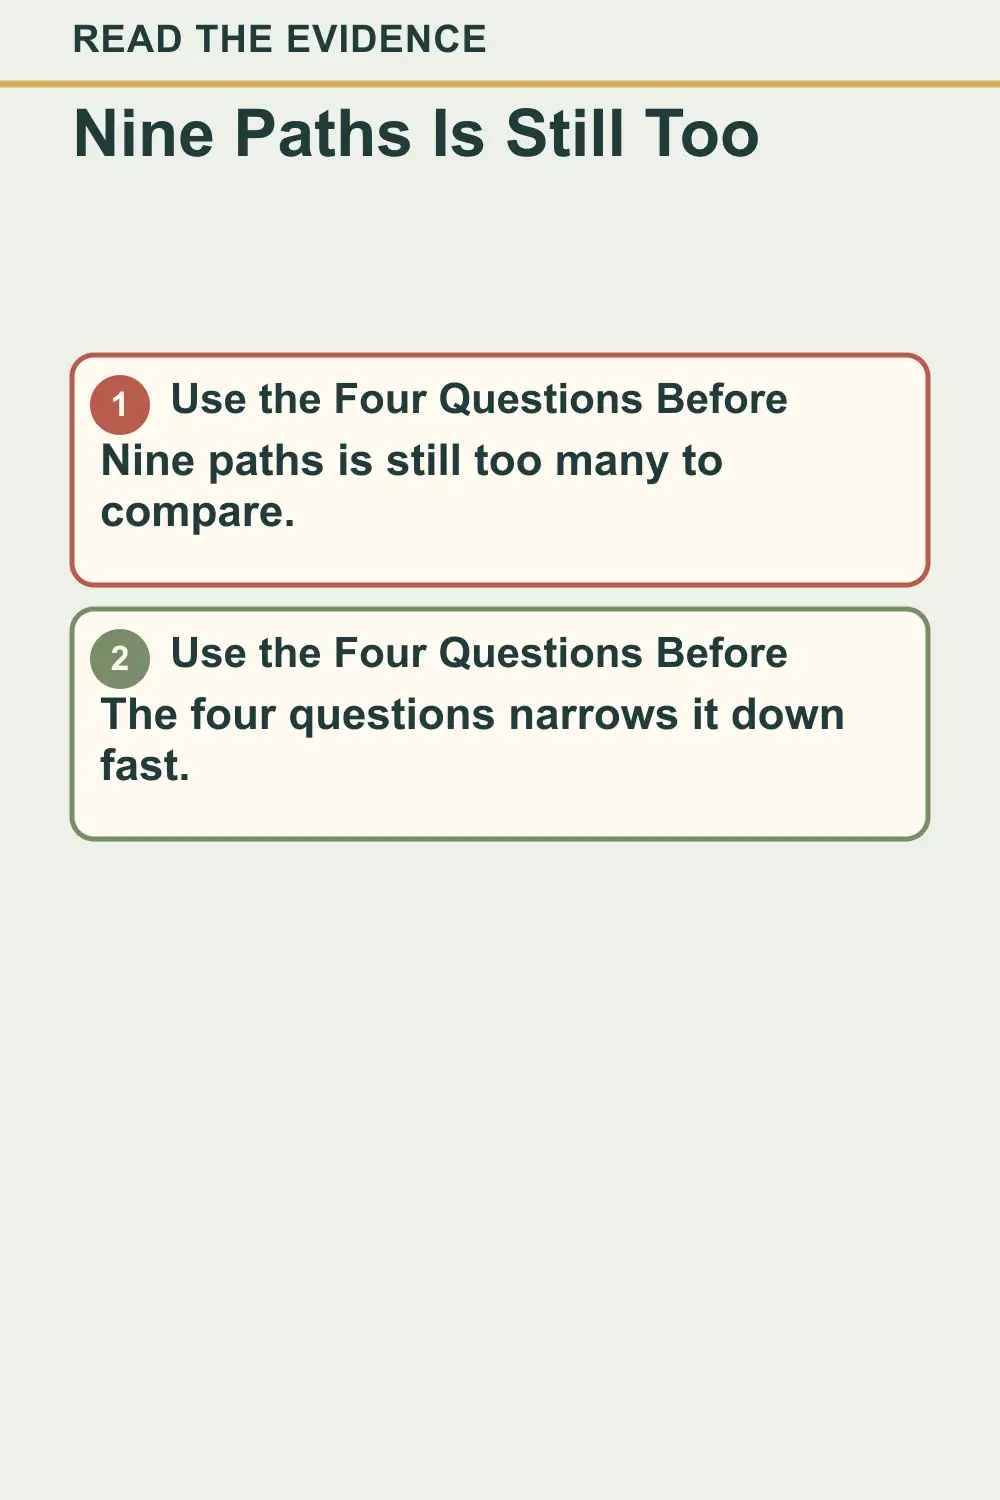 READ THE EVIDENCE
Nine Paths Is Still Too
1 Use the Four Questions Before
Nine paths is still too many to
compare.
2 Use the Four Questions Before
The four questions narrows it down
fast.